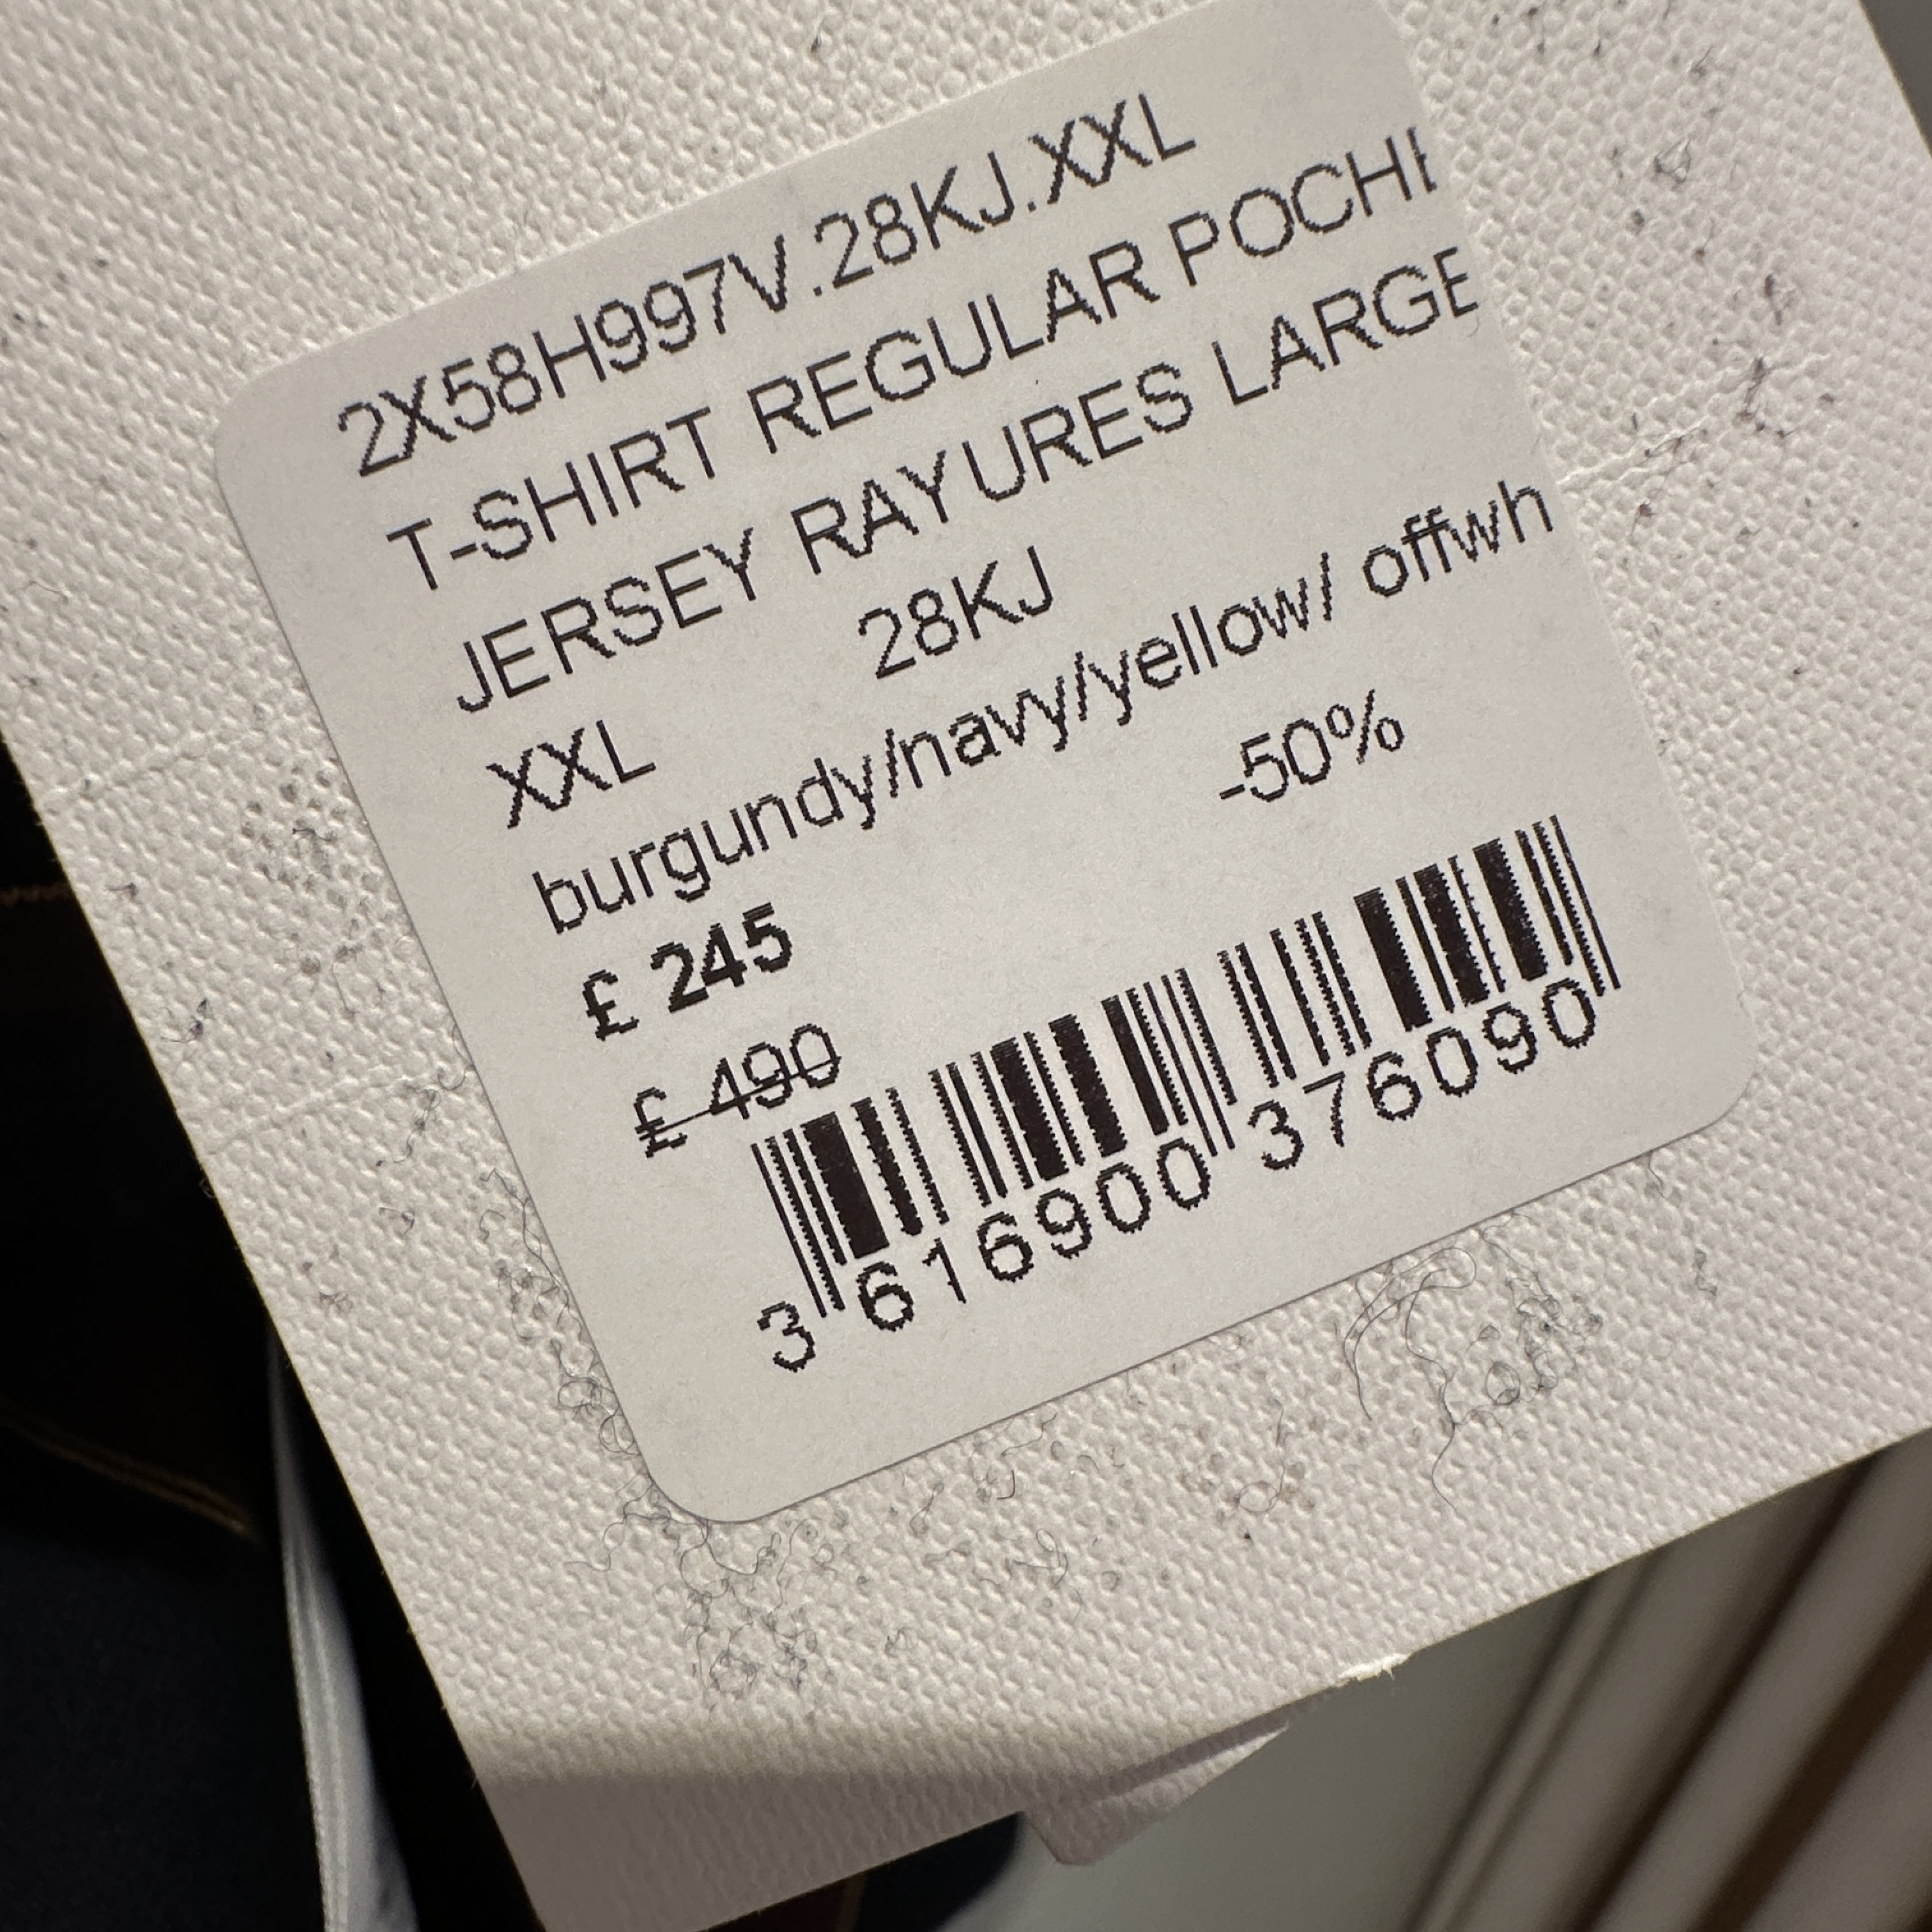 2X58H997V.28KJ.XXL
T-SHIRT REGULAR POCHE
JERSEY RAYURES LARGE
XXL 28KJ
burgundy/navy/yellow/ offwh
-50%
£ 245
£ 490
3 616900 376090